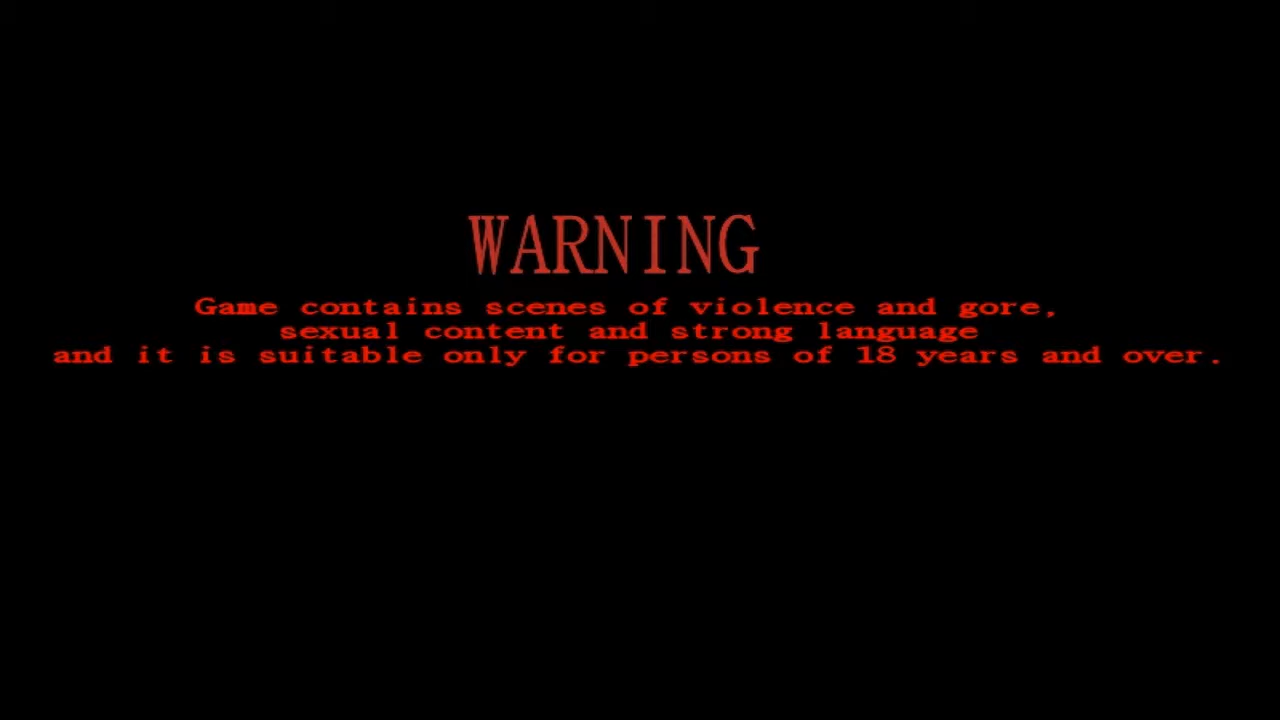 WARNING
Game contains scenes of violence and gore,
sexual content and strong language
and it is suitable only for persons of 18 years and over.